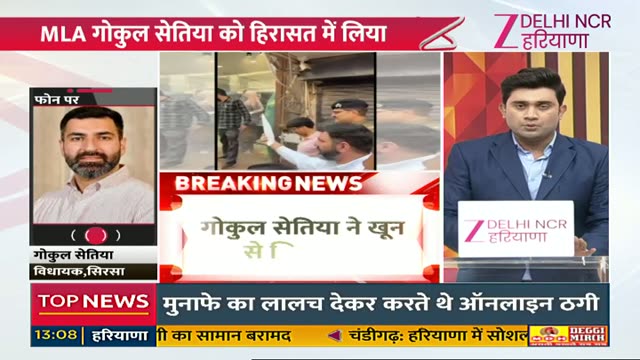 MLA गोकुल सेतिया को हिरासत में लिया
Z DELHI NCR
हरियाणा
फोन पर
BREAKING NEWS
गोकुल सेतिया ने खून
से
Z DELHI NCR
हरियाणा
गोकुल सेतिया
विधायक,सिरसा
TOP NEWS
मुनाफे का लालच देकर करते थे ऑनलाइन ठगी
13:08
हरियाणा
गी का सामान बरामद
चंडीगढ़: हरियाणा में सोशल
MDH
DEGGI
MIRCH